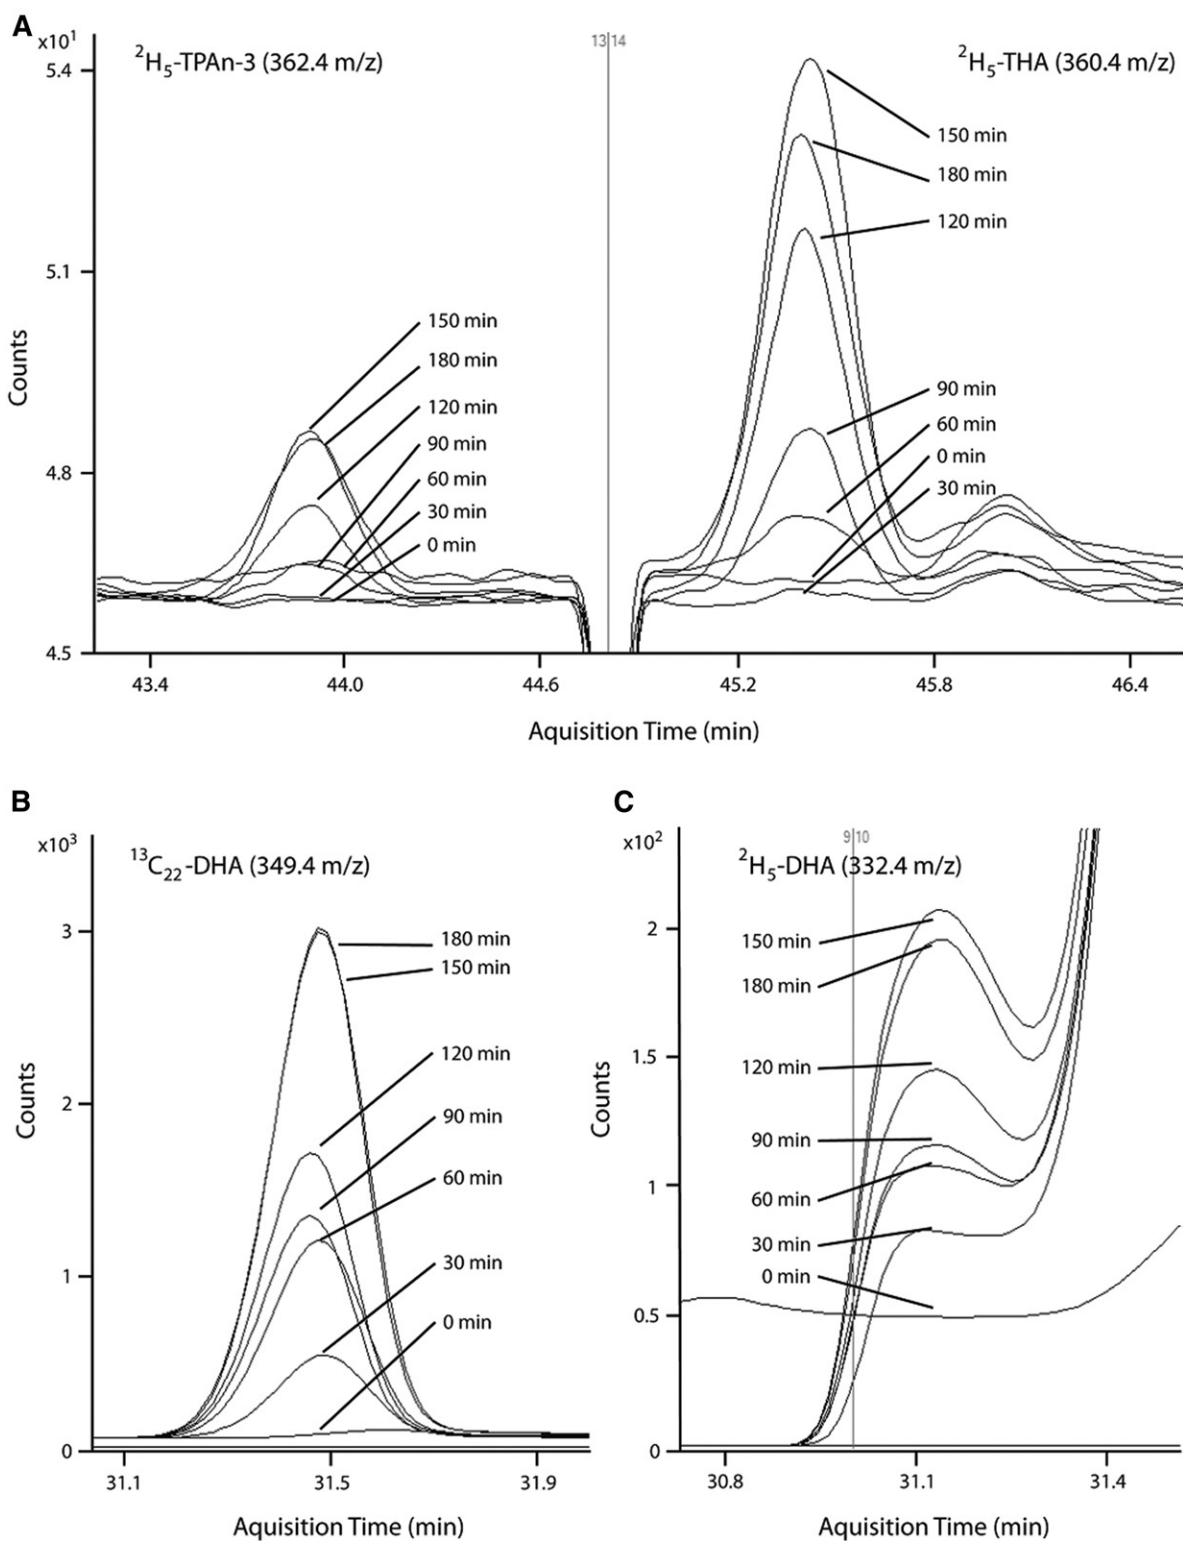 A
x10¹
²H₅-TPAn-3 (362.4 m/z)
13 14
²H₅-THA (360.4 m/z)
5.4
5.1
4.8
4.5
Counts
150 min
180 min
120 min
90 min
60 min
30 min
0 min
150 min
180 min
120 min
90 min
60 min
0 min
30 min
43.4 44.0 44.6 45.2 45.8 46.4
Aquisition Time (min)
B
x10³
¹³C₂₂-DHA (349.4 m/z)
3
2
1
0
Counts
180 min
150 min
120 min
90 min
60 min
30 min
0 min
31.1 31.5 31.9
Aquisition Time (min)
C
x10²
9 10
²H₅-DHA (332.4 m/z)
2
1.5
1
0.5
0
Counts
150 min
180 min
120 min
90 min
60 min
30 min
0 min
30.8 31.1 31.4
Aquisition Time (min)